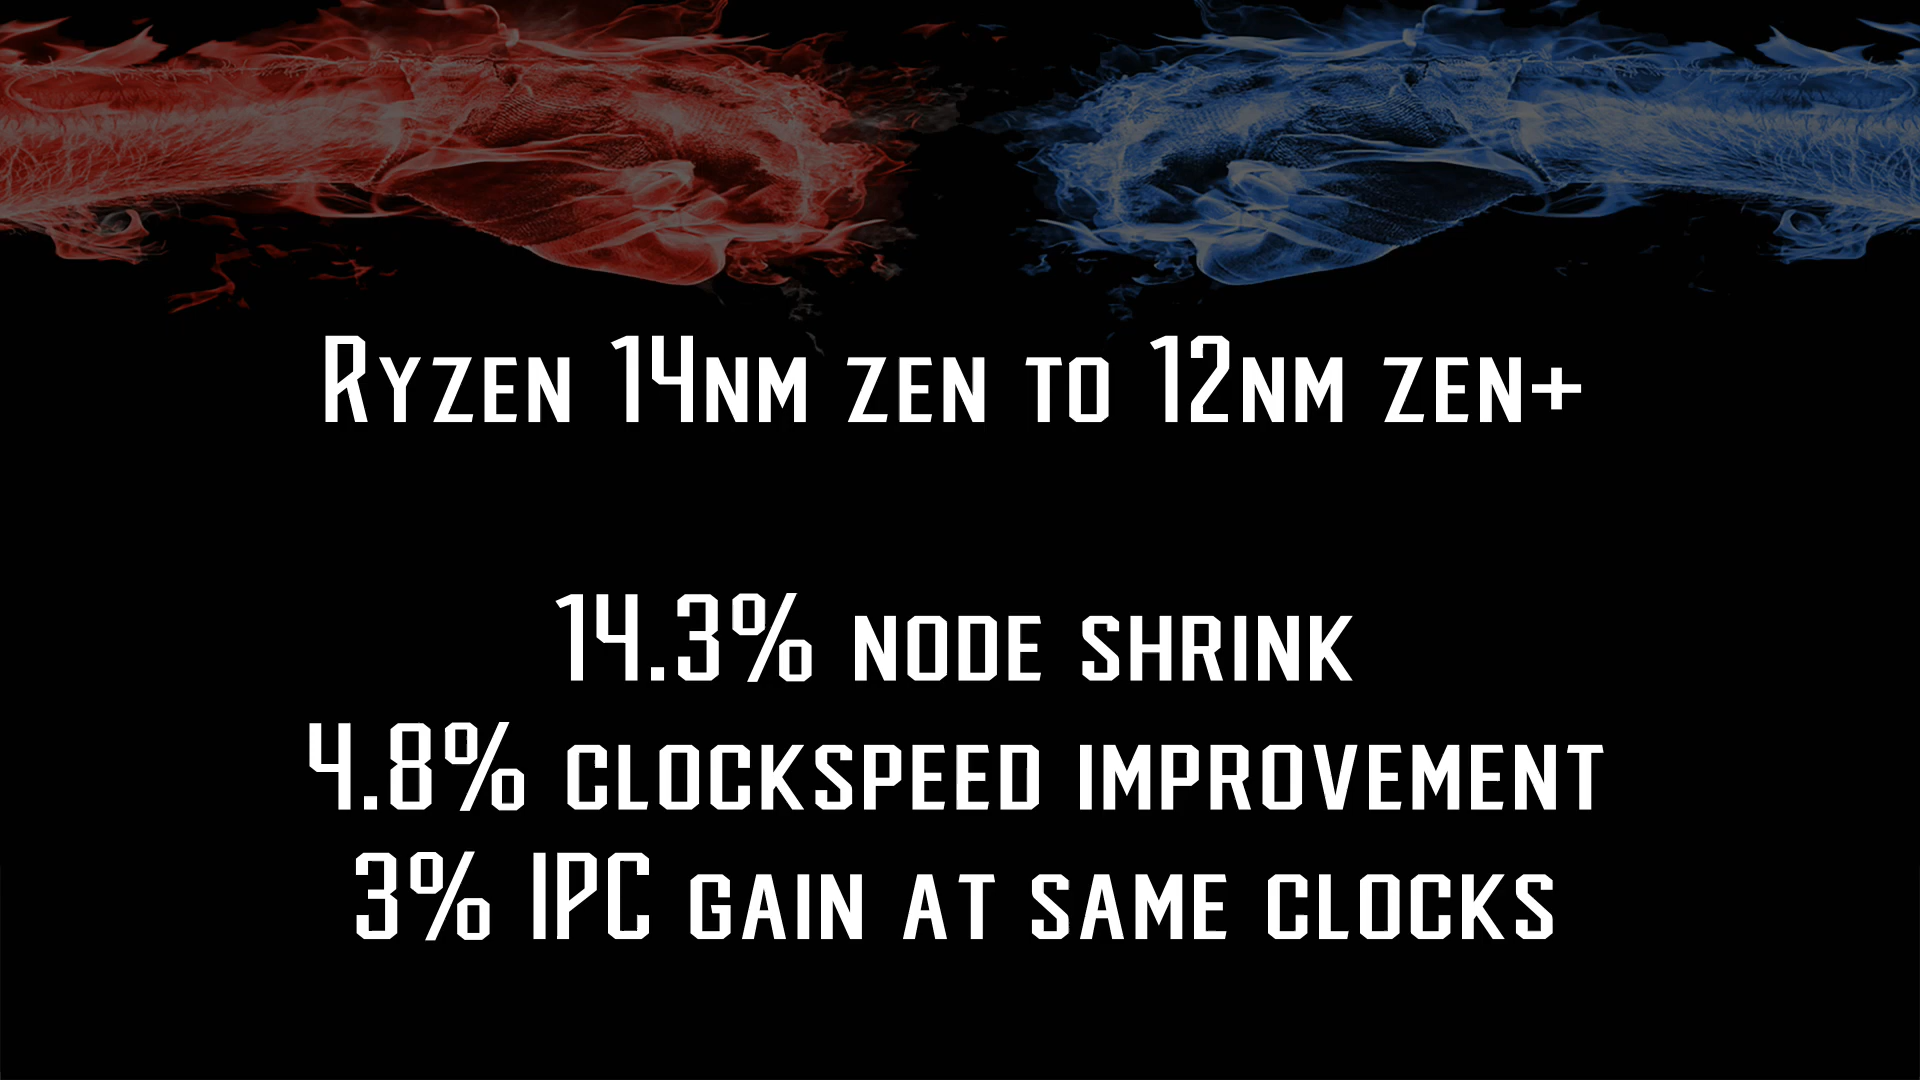 Ryzen 14nm zen to 12nm zen+
14.3% node shrink
4.8% clockspeed improvement
3% IPC gain at same clocks